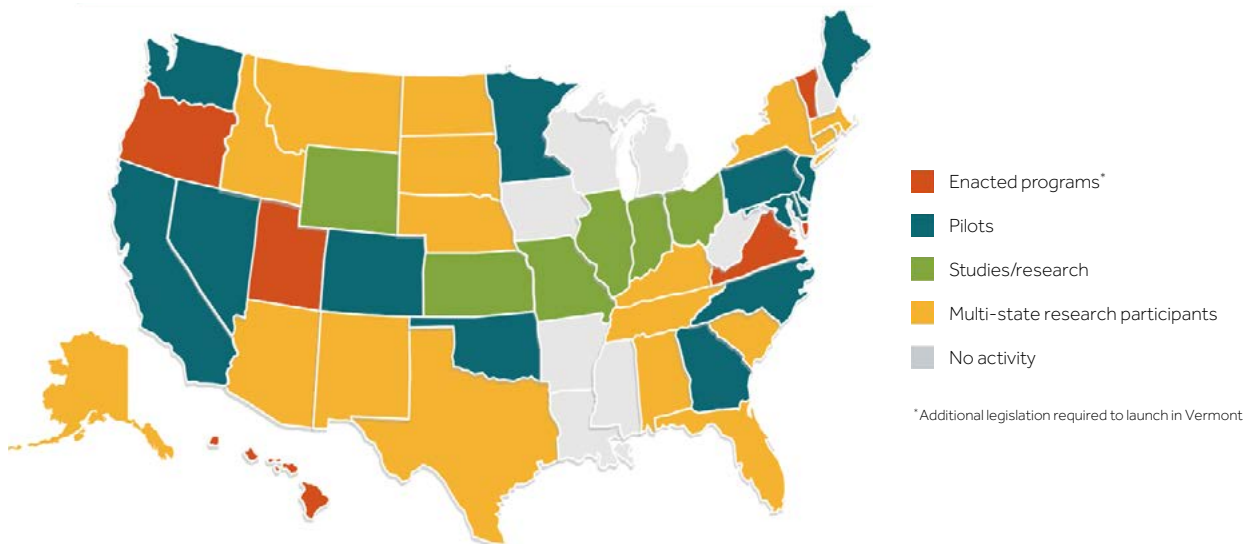 Enacted programs*
Pilots
Studies/research
Multi-state research participants
No activity
*Additional legislation required to launch in Vermont